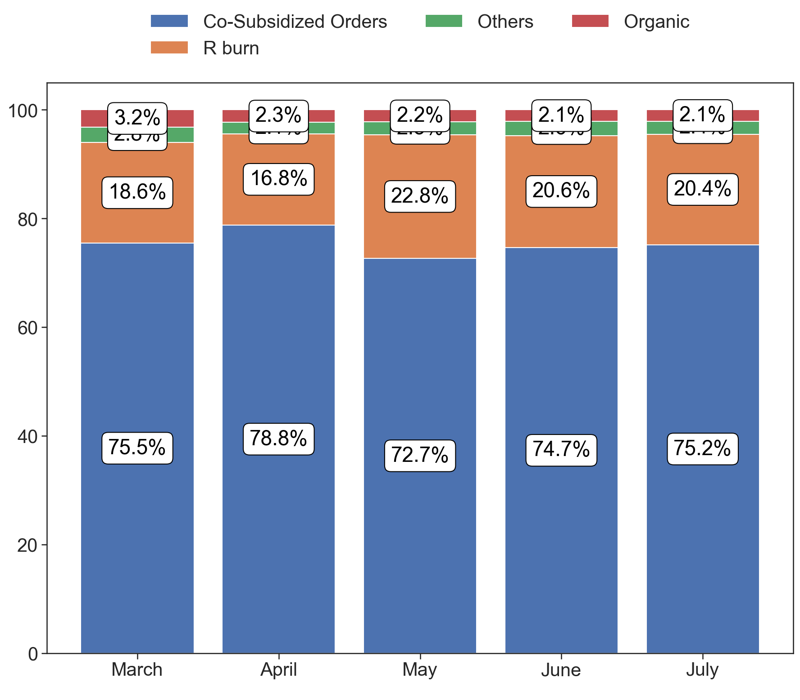 Co-Subsidized Orders
Others
Organic
R burn
100
80
60
40
20
0
3.2%
2.3%
2.2%
2.1%
2.1%
18.6%
16.8%
22.8%
20.6%
20.4%
75.5%
78.8%
72.7%
74.7%
75.2%
March
April
May
June
July